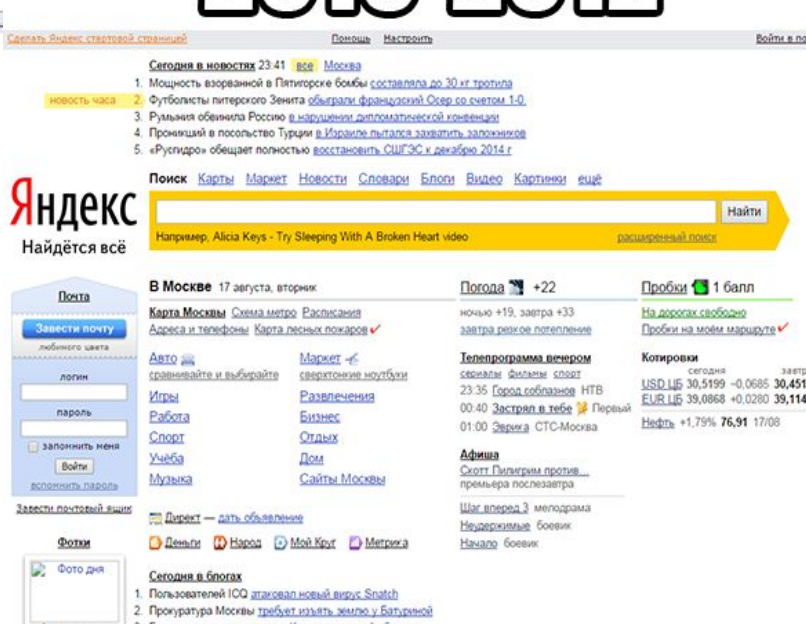 Сделать Яндекс стартовой страницей Помощь Настроить Войти в по
Сегодня в новостях 23:41 все Москва
1. Мощность взорванной в Пятигорске бомбы составляла до 30 кг тротила
новость часа 2. Футболисты питерского Зенита обыграли французский Осер со счетом 1-0.
3. Румыния обвинила Россию в нарушении дипломатической конвенции
4. Проникший в посольство Турции в Израиле пытался захватить заложников
5. «Русгидро» обещает полностью восстановить СШГЭС к декабрю 2014 г
Поиск Карты Маркет Новости Словари Блоги Видео Картинки ещё
Яндекс
Найдётся всё
Найти
Например, Alicia Keys - Try Sleeping With A Broken Heart video расширенный поиск
Почта
Завести почту
любимого цвета
логин
пароль
запомнить меня
Войти
вспомнить пароль
Завести почтовый ящик
Фотки
Фото дня
В Москве 17 августа, вторник
Карта Москвы Схема метро Расписания
Адреса и телефоны Карта лесных пожаров
Авто
сравнивайте и выбирайте
Игры
Работа
Спорт
Учёба
Музыка
Маркет
сверхтонкие ноутбуки
Развлечения
Бизнес
Отдых
Дом
Сайты Москвы
Директ — дать объявление
Деньги Народ Мой Круг Метрика
Сегодня в блогах
1. Пользователей ICQ атаковал новый вирус Snatch
2. Прокуратура Москвы требует изъять землю у Батуриной
Погода +22
ночью +19, завтра +33
завтра резкое потепление
Телепрограмма вечером
сериалы фильмы спорт
23:35 Город соблазнов НТВ
00:40 Застрял в тебе Первый
01:00 Эврика СТС-Москва
Афиша
Скотт Пилигрим против...
премьера послезавтра
Шаг вперед 3 мелодрама
Неудержимые боевик
Начало боевик
Пробки 1 балл
На дорогах свободно
Пробки на моём маршруте
Котировки
сегодня завтр
USD ЦБ 30,5199 -0,0685 30,451
EUR ЦБ 39,0868 +0,0280 39,114
Нефть +1,79% 76,91 17/08